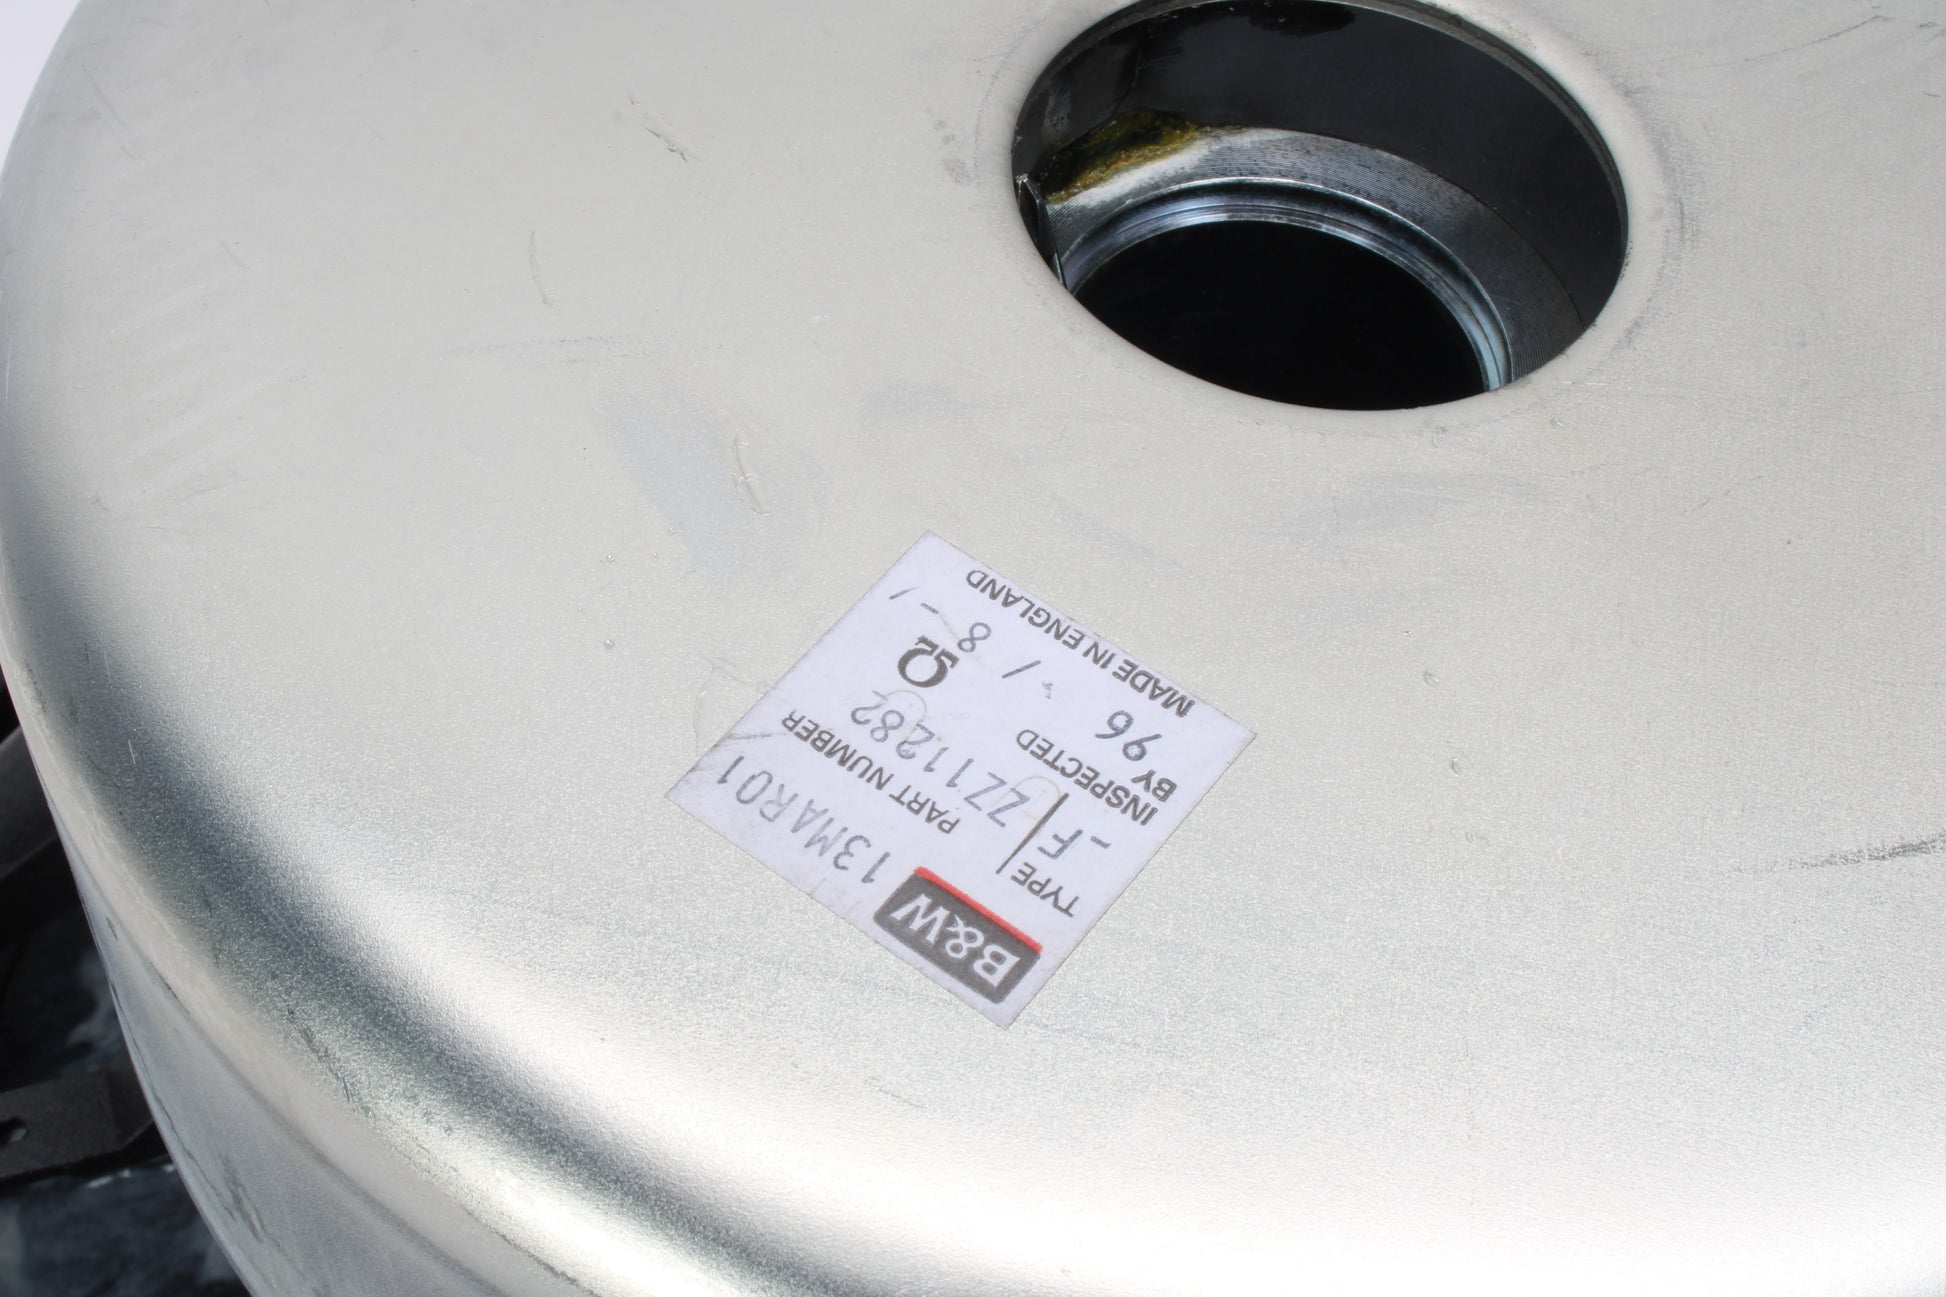 B&W 13MAR01
TYPE PART NUMBER
-F ZZ11282
INSPECTED Ω
BY 96 / 8 -/
MADE IN ENGLAND